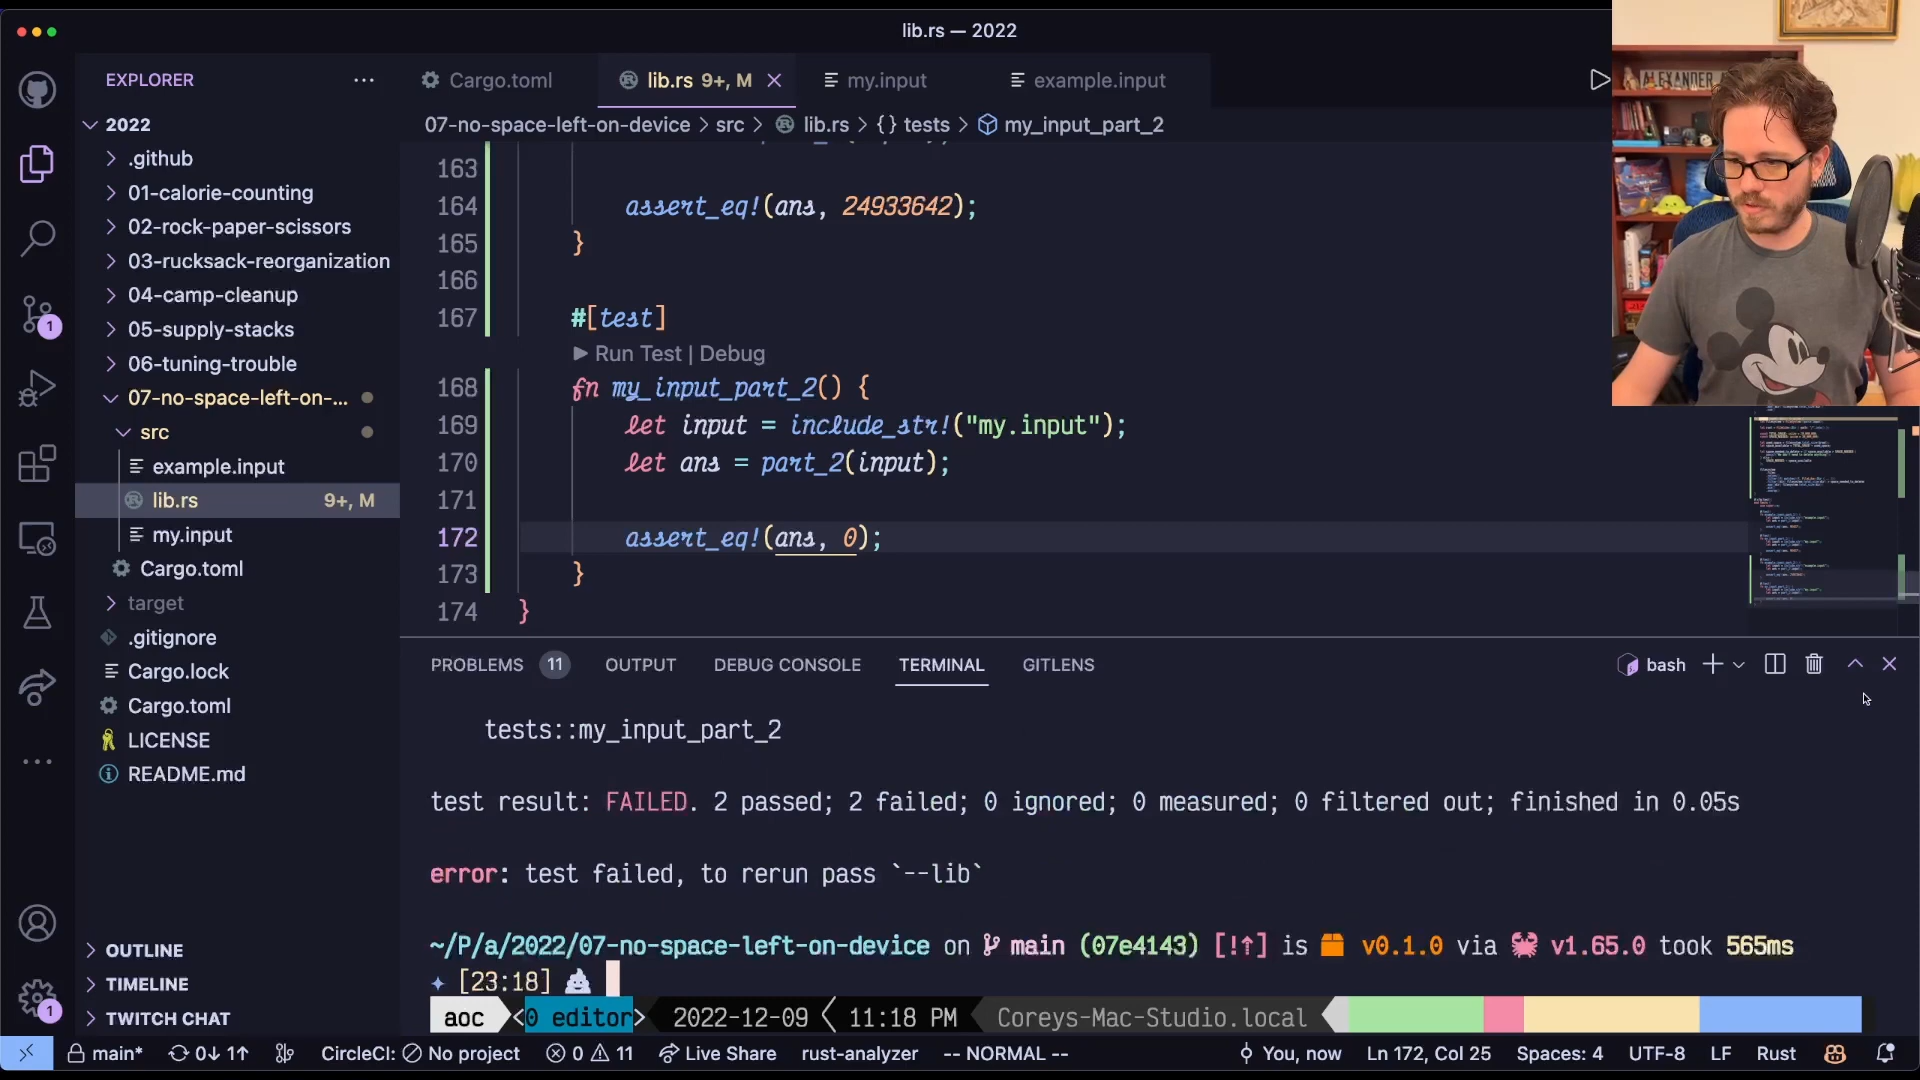 lib.rs — 2022
EXPLORER
Cargo.toml
lib.rs 9+, M
my.input
example.input
07-no-space-left-on-device > src > lib.rs > {} tests > my_input_part_2
2022
.github
01-calorie-counting
02-rock-paper-scissors
03-rucksack-reorganization
04-camp-cleanup
05-supply-stacks
06-tuning-trouble
07-no-space-left-on-...
src
example.input
lib.rs 9+, M
my.input
Cargo.toml
target
.gitignore
Cargo.lock
Cargo.toml
LICENSE
README.md
OUTLINE
TIMELINE
TWITCH CHAT
163
164 assert_eq!(ans, 24933642);
165 }
166
167 #[test]
Run Test | Debug
168 fn my_input_part_2() {
169 let input = include_str!("my.input");
170 let ans = part_2(input);
171
172 assert_eq!(ans, 0);
173 }
174 }
PROBLEMS 11 OUTPUT DEBUG CONSOLE TERMINAL GITLENS
bash
tests::my_input_part_2
test result: FAILED. 2 passed; 2 failed; 0 ignored; 0 measured; 0 filtered out; finished in 0.05s
error: test failed, to rerun pass `--lib`
~/P/a/2022/07-no-space-left-on-device on main (07e4143) [!⇡] is v0.1.0 via v1.65.0 took 565ms
[23:18]
aoc <0 editor> 2022-12-09 11:18 PM Coreys-Mac-Studio.local
1
1
main* 0↓ 1↑ CircleCI: No project 0 11 Live Share rust-analyzer -- NORMAL -- You, now Ln 172, Col 25 Spaces: 4 UTF-8 LF Rust